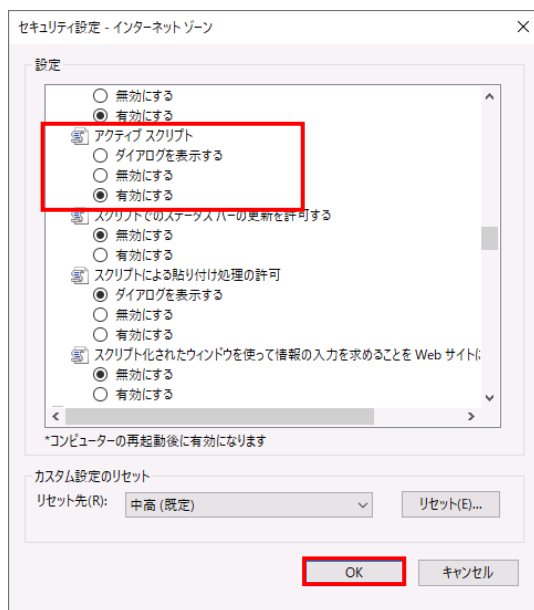 セキュリティ設定 - インターネット ゾーン
設定
無効にする
有効にする
アクティブ スクリプト
ダイアログを表示する
無効にする
有効にする
スクリプトでのステータス バーの更新を許可する
無効にする
有効にする
スクリプトによる貼り付け処理の許可
ダイアログを表示する
無効にする
有効にする
スクリプト化されたウィンドウを使って情報の入力を求めることを Web サイトに
無効にする
有効にする
*コンピューターの再起動後に有効になります
カスタム設定のリセット
リセット先(R): 中高 (既定) リセット(E)...
OK キャンセル